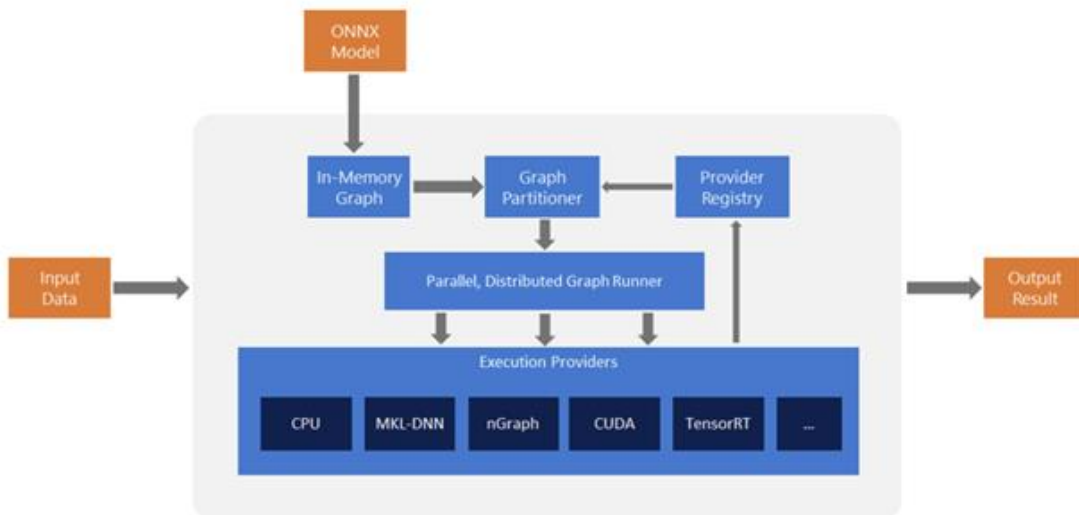 ONNX
Model
In-Memory
Graph
Graph
Partitioner
Provider
Registry
Input
Data
Parallel, Distributed Graph Runner
Output
Result
Execution Providers
CPU
MKL-DNN
nGraph
CUDA
TensorRT
...